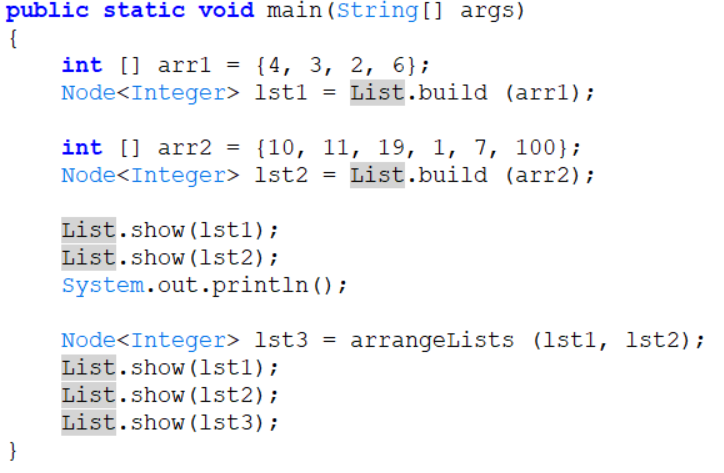 public static void main(String[] args)
{
    int [] arr1 = {4, 3, 2, 6};
    Node<Integer> lst1 = List.build (arr1);

    int [] arr2 = {10, 11, 19, 1, 7, 100};
    Node<Integer> lst2 = List.build (arr2);

    List.show(lst1);
    List.show(lst2);
    System.out.println();

    Node<Integer> lst3 = arrangeLists (lst1, lst2);
    List.show(lst1);
    List.show(lst2);
    List.show(lst3);
}